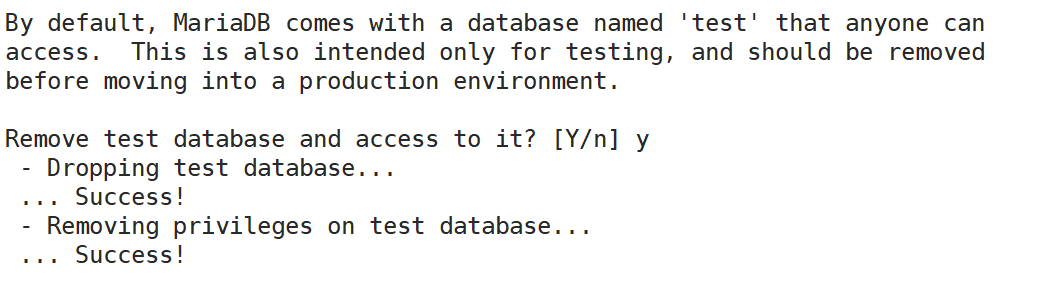 By default, MariaDB comes with a database named 'test' that anyone can
access.  This is also intended only for testing, and should be removed
before moving into a production environment.
Remove test database and access to it? [Y/n] y
 - Dropping test database...
 ... Success!
 - Removing privileges on test database...
 ... Success!